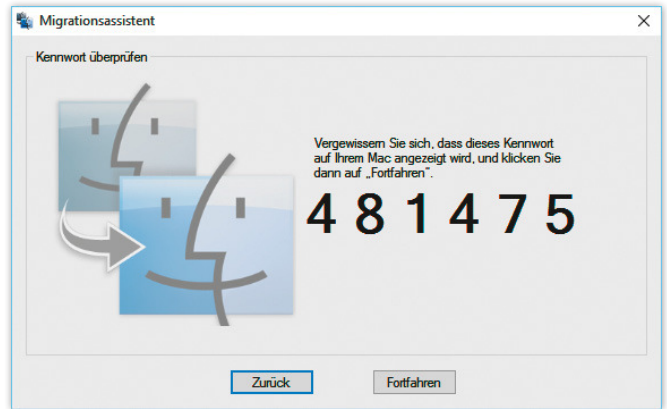 Migrationsassistent
Kennwort überprüfen
Vergewissern Sie sich, dass dieses Kennwort
auf Ihrem Mac angezeigt wird, und klicken Sie
dann auf „Fortfahren“.
4 8 1 4 7 5
Zurück
Fortfahren